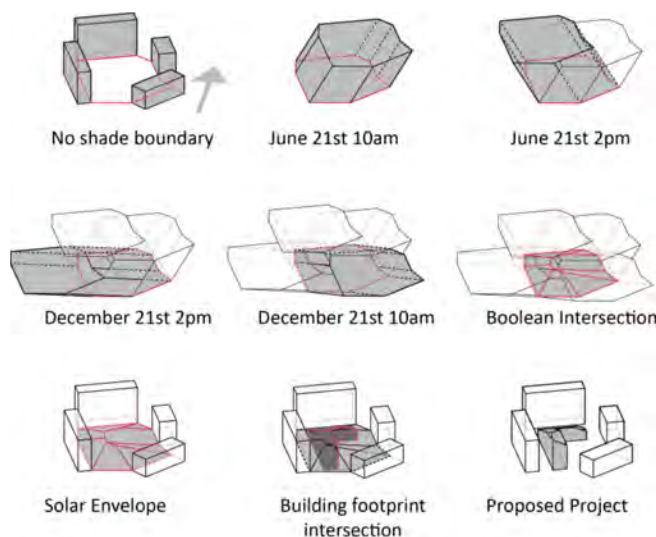 No shade boundary
June 21st 10am
June 21st 2pm
December 21st 2pm
December 21st 10am
Boolean Intersection
Solar Envelope
Building footprint
intersection
Proposed Project